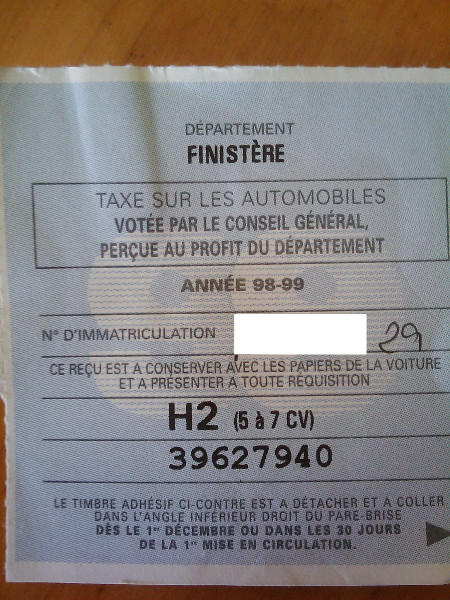 DÉPARTEMENT
FINISTÈRE
TAXE SUR LES AUTOMOBILES
VOTÉE PAR LE CONSEIL GÉNÉRAL,
PERÇUE AU PROFIT DU DÉPARTEMENT
ANNÉE 98-99
N° D'IMMATRICULATION 29
CE REÇU EST A CONSERVER AVEC LES PAPIERS DE LA VOITURE
ET A PRÉSENTER A TOUTE RÉQUISITION
H2 (5 à 7 CV)
39627940
LE TIMBRE ADHÉSIF CI-CONTRE EST A DÉTACHER ET A COLLER
DANS L'ANGLE INFÉRIEUR DROIT DU PARE-BRISE
DÈS LE 1er DÉCEMBRE OU DANS LES 30 JOURS
DE LA 1re MISE EN CIRCULATION.